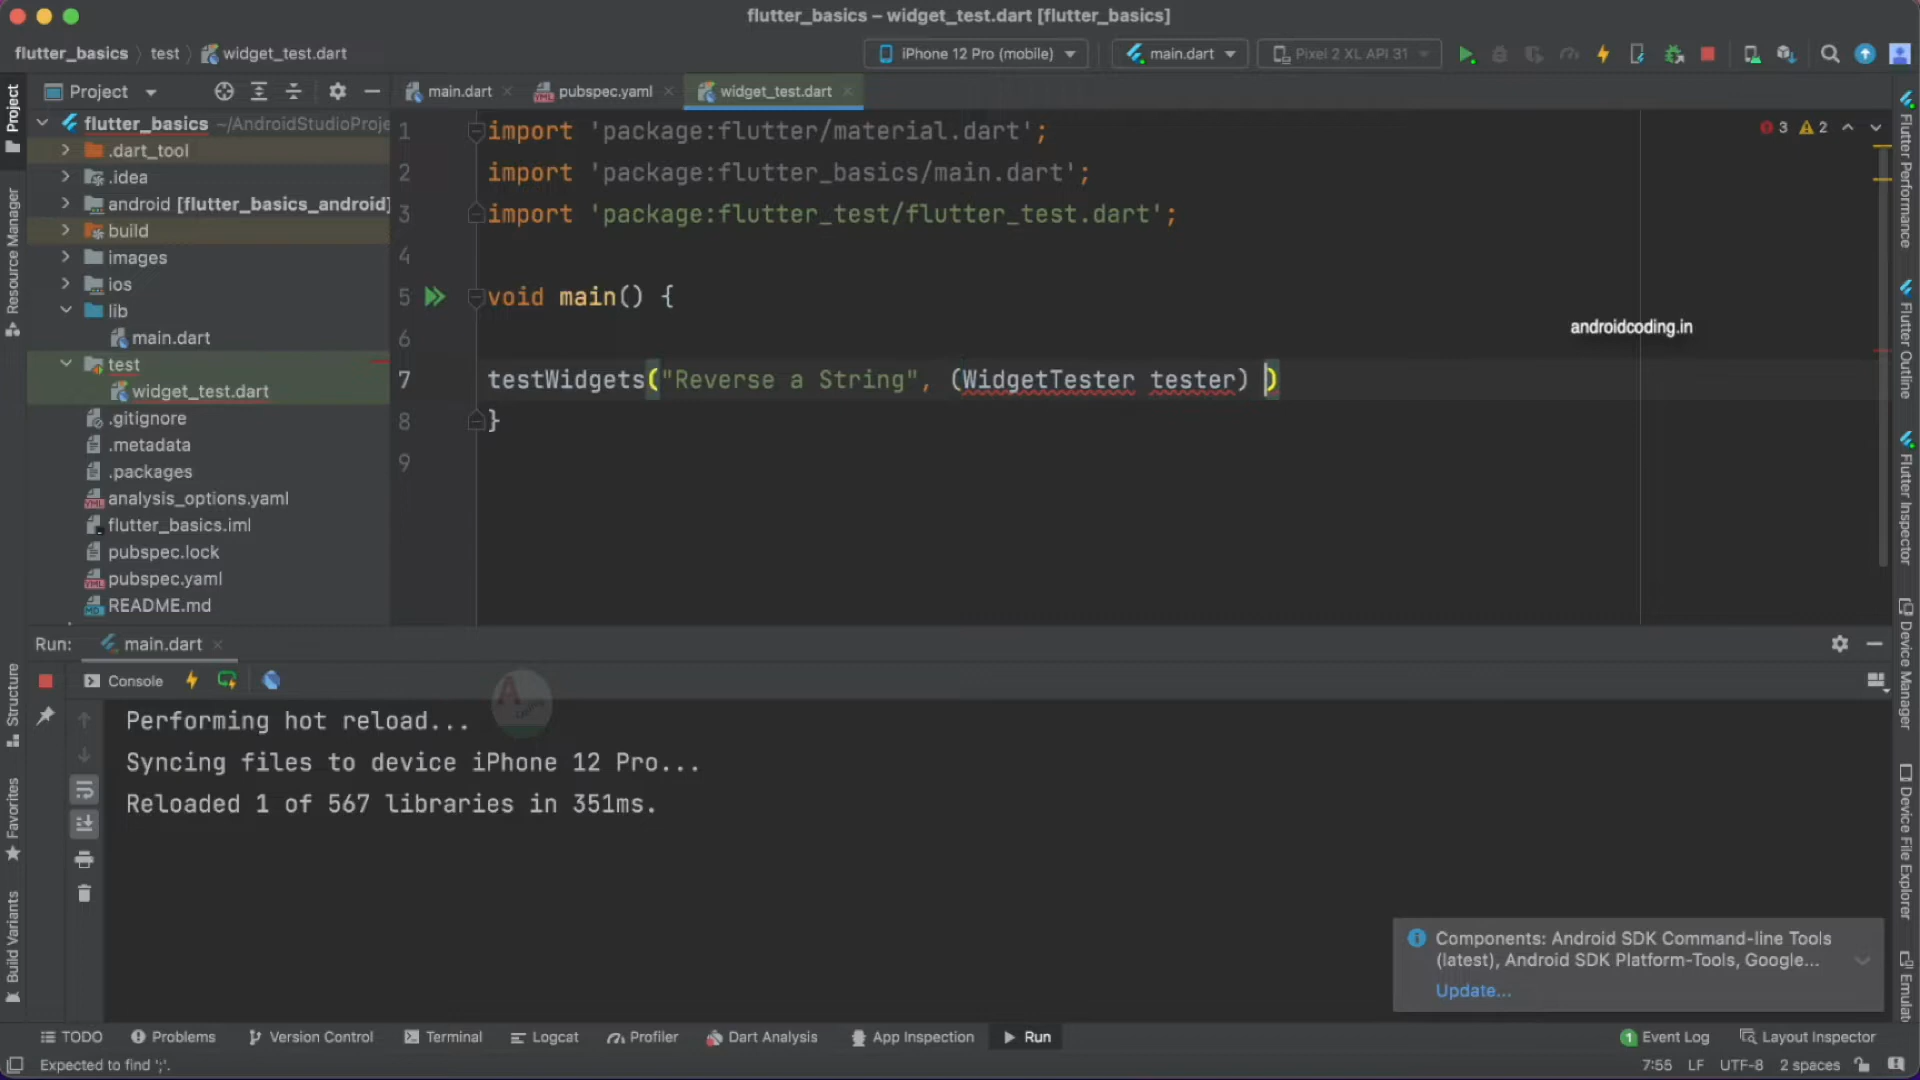 flutter_basics – widget_test.dart [flutter_basics]
flutter_basics
test
widget_test.dart
iPhone 12 Pro (mobile)
main.dart
Pixel 2 XL API 31
Project
main.dart
pubspec.yaml
widget_test.dart
flutter_basics ~/AndroidStudioProje
.dart_tool
.idea
android [flutter_basics_android]
build
images
ios
lib
main.dart
test
widget_test.dart
.gitignore
.metadata
.packages
analysis_options.yaml
flutter_basics.iml
pubspec.lock
pubspec.yaml
README.md
1 import 'package:flutter/material.dart';
2 import 'package:flutter_basics/main.dart';
3 import 'package:flutter_test/flutter_test.dart';
4
5 void main() {
6
7 testWidgets("Reverse a String", (WidgetTester tester) )
8 }
9
3 2
androidcoding.in
Project
Resource Manager
Structure
Favorites
Build Variants
Flutter Performance
Flutter Outline
Flutter Inspector
Device Manager
Device File Explorer
Emulat
Run: main.dart
Console
Performing hot reload...
Syncing files to device iPhone 12 Pro...
Reloaded 1 of 567 libraries in 351ms.
Components: Android SDK Command-line Tools
(latest), Android SDK Platform-Tools, Google...
Update...
TODO
Problems
Version Control
Terminal
Logcat
Profiler
Dart Analysis
App Inspection
Run
1 Event Log
Layout Inspector
Expected to find ';'.
7:55 LF UTF-8 2 spaces